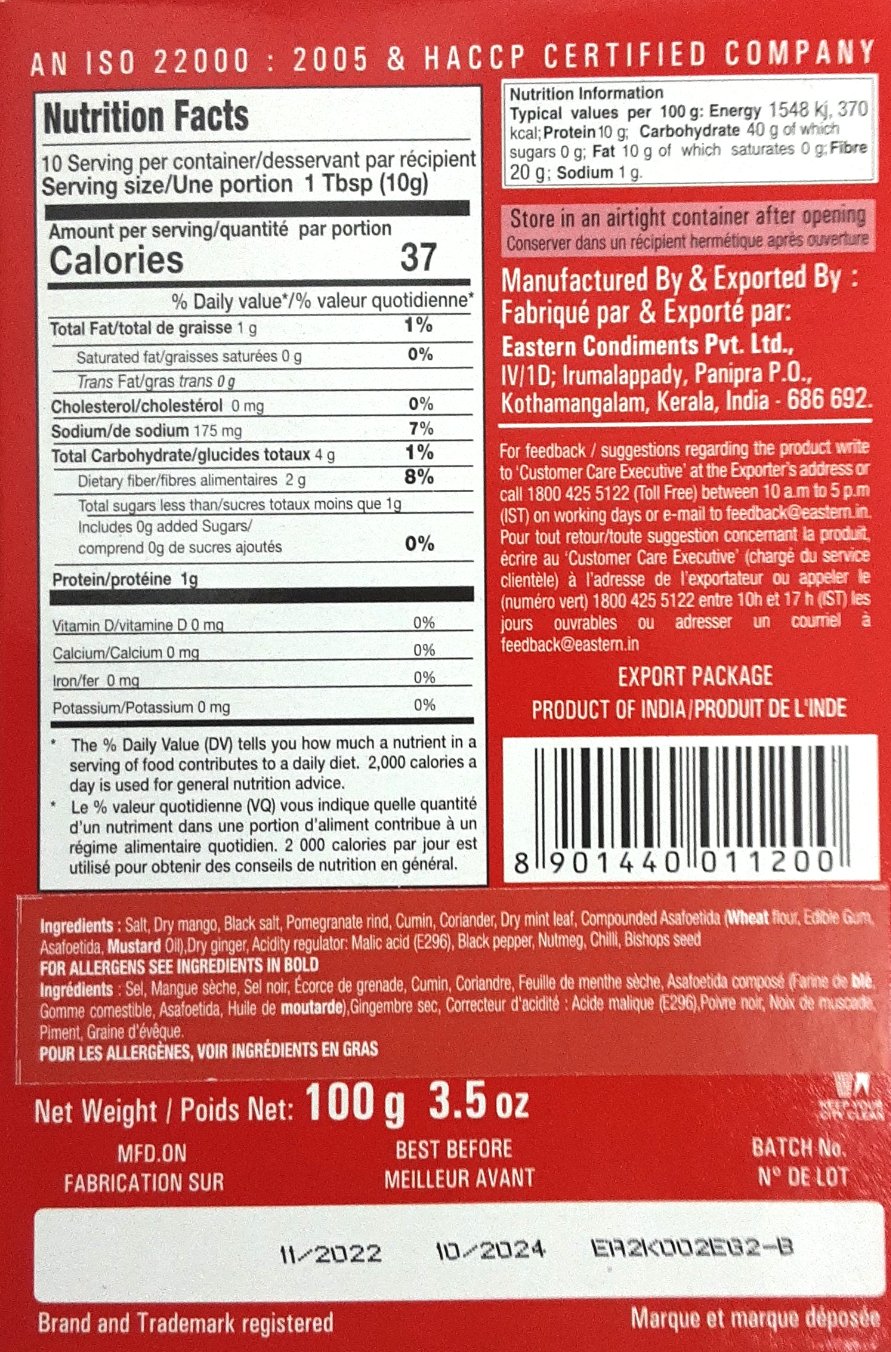 AN ISO 22000 : 2005 & HACCP CERTIFIED COMPANY
Nutrition Facts
10 Serving per container/desservant par récipient
Serving size/Une portion 1 Tbsp (10g)
Amount per serving/quantité par portion
Calories 37
% Daily value*/% valeur quotidienne*
Total Fat/total de graisse 1 g 1%
Saturated fat/graisses saturées 0 g 0%
Trans Fat/gras trans 0 g
Cholesterol/cholestérol 0 mg 0%
Sodium/de sodium 175 mg 7%
Total Carbohydrate/glucides totaux 4 g 1%
Dietary fiber/fibres alimentaires 2 g 8%
Total sugars less than/sucres totaux moins que 1g
Includes 0g added Sugars/
comprend 0g de sucres ajoutés 0%
Protein/protéine 1g
Vitamin D/vitamine D 0 mg 0%
Calcium/Calcium 0 mg 0%
Iron/fer 0 mg 0%
Potassium/Potassium 0 mg 0%
* The % Daily Value (DV) tells you how much a nutrient in a
serving of food contributes to a daily diet. 2,000 calories a
day is used for general nutrition advice.
* Le % valeur quotidienne (VQ) vous indique quelle quantité
d'un nutriment dans une portion d'aliment contribue à un
régime alimentaire quotidien. 2 000 calories par jour est
utilisé pour obtenir des conseils de nutrition en général.
Nutrition Information
Typical values per 100 g: Energy 1548 kj, 370
kcal; Protein 10 g; Carbohydrate 40 g of which
sugars 0 g; Fat 10 g of which saturates 0 g; Fibre
20 g; Sodium 1 g.
Store in an airtight container after opening
Conserver dans un récipient hermétique après ouverture
Manufactured By & Exported By :
Fabriqué par & Exporté par:
Eastern Condiments Pvt. Ltd.,
IV/1D; Irumalappady, Panipra P.O.,
Kothamangalam, Kerala, India - 686 692.
For feedback / suggestions regarding the product write
to 'Customer Care Executive' at the Exporter's address or
call 1800 425 5122 (Toll Free) between 10 a.m to 5 p.m
(IST) on working days or e-mail to feedback@eastern.in.
Pour tout retour/toute suggestion concernant la produit,
écrire au 'Customer Care Executive' (chargé du service
clientèle) à l'adresse de l'exportateur ou appeler le
(numéro vert) 1800 425 5122 entre 10h et 17 h (IST) les
jours ouvrables ou adresser un courriel à
feedback@eastern.in
EXPORT PACKAGE
PRODUCT OF INDIA/PRODUIT DE L'INDE
8 901440 011200
Ingredients : Salt, Dry mango, Black salt, Pomegranate rind, Cumin, Coriander, Dry mint leaf, Compounded Asafoetida (Wheat flour, Edible Gum,
Asafoetida, Mustard Oil),Dry ginger, Acidity regulator: Malic acid (E296), Black pepper, Nutmeg, Chilli, Bishops seed
FOR ALLERGENS SEE INGREDIENTS IN BOLD
Ingrédients : Sel, Mangue sèche, Sel noir, Écorce de grenade, Cumin, Coriandre, Feuille de menthe sèche, Asafoetida composé (Farine de blé,
Gomme comestible, Asafoetida, Huile de moutarde),Gingembre sec, Correcteur d'acidité : Acide malique (E296),Poivre noir, Noix de muscade,
Piment, Graine d'évêque.
POUR LES ALLERGÈNES, VOIR INGRÉDIENTS EN GRAS
Net Weight / Poids Net: 100 g 3.5 oz
KEEP YOUR
CITY CLEAN
MFD.ON BEST BEFORE BATCH No.
FABRICATION SUR MEILLEUR AVANT N° DE LOT
11/2022 10/2024 EA2K002EG2-B
Brand and Trademark registered Marque et marque déposée